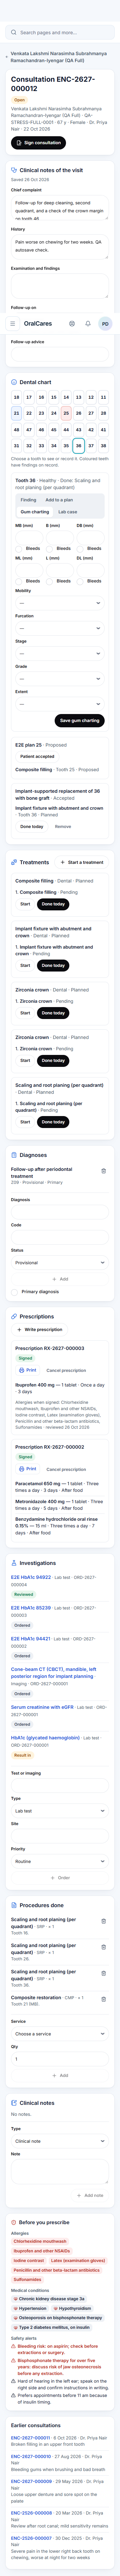 Search pages and more...
Venkata Lakshmi Narasimha Subrahmanya
Ramachandran-Iyengar (QA Full)
Consultation ENC-2627-
000012
Open
Venkata Lakshmi Narasimha Subrahmanya
Ramachandran-Iyengar (QA Full) · QA-
STRESS-FULL-0001 · 67 y · Female · Dr. Priya
Nair · 22 Oct 2026
Sign consultation
Clinical notes of the visit
Saved 26 Oct 2026
Chief complaint
Follow up for deep cleaning, second
quadrant, and a check of the crown margin
on tooth 46.
History
Pain worse on chewing for two weeks. QA
autosave check.
Examination and findings
Follow-up on
OraiCares
PD
Follow-up advice
Dental chart
18 17 16 15 14 13 12 11
21 22 23 24 25 26 27 28
48 47 46 45 44 43 42 41
31 32 33 34 35 36 37 38
Choose a tooth to see or record it. Coloured teeth
have findings on record.
Tooth 36 · Healthy · Done: Scaling and
root planing (per quadrant)
Finding
Add to a plan
Gum charting
Lab case
MB (mm)
B (mm)
DB (mm)
Bleeds
Bleeds
Bleeds
ML (mm)
L (mm)
DL (mm)
Bleeds
Bleeds
Bleeds
Mobility
—
Furcation
—
Stage
—
Grade
—
Extent
—
Save gum charting
E2E plan 25 · Proposed
Patient accepted
Composite filling · Tooth 25 · Proposed
Implant-supported replacement of 36
with bone graft · Accepted
Implant fixture with abutment and crown
· Tooth 36 · Planned
Done today
Remove
Treatments
Start a treatment
Composite filling · Dental · Planned
1. Composite filling · Pending
Start
Done today
Implant fixture with abutment and
crown · Dental · Planned
1. Implant fixture with abutment and
crown · Pending
Start
Done today
Zirconia crown · Dental · Planned
1. Zirconia crown · Pending
Start
Done today
Zirconia crown · Dental · Planned
1. Zirconia crown · Pending
Start
Done today
Scaling and root planing (per quadrant)
· Dental · Planned
1. Scaling and root planing (per
quadrant) · Pending
Start
Done today
Diagnoses
Follow-up after periodontal
treatment
Z09 · Provisional · Primary
Diagnosis
Code
Status
Provisional
Add
Primary diagnosis
Prescriptions
Write prescription
Prescription RX-2627-000003
Signed
Print
Cancel prescription
Ibuprofen 400 mg — 1 tablet · Once a day
· 3 days
Allergies when signed: Chlorhexidine
mouthwash, Ibuprofen and other NSAIDs,
Iodine contrast, Latex (examination gloves),
Penicillin and other beta-lactam antibiotics,
Sulfonamides · reviewed 26 Oct 2026
Prescription RX-2627-000002
Signed
Print
Cancel prescription
Paracetamol 650 mg — 1 tablet · Three
times a day · 3 days · After food
Metronidazole 400 mg — 1 tablet · Three
times a day · 5 days · After food
Benzydamine hydrochloride oral rinse
0.15% — 15 ml · Three times a day · 7
days · After food
Investigations
E2E HbA1c 94922 · Lab test · ORD-2627-
000004
Reviewed
E2E HbA1c 85239 · Lab test · ORD-2627-
000003
Ordered
E2E HbA1c 84421 · Lab test · ORD-2627-
000002
Ordered
Cone-beam CT (CBCT), mandible, left
posterior region for implant planning ·
Imaging · ORD-2627-000001
Ordered
Serum creatinine with eGFR · Lab test · ORD-
2627-000001
Ordered
HbA1c (glycated haemoglobin) · Lab test ·
ORD-2627-000001
Result in
Test or imaging
Type
Lab test
Site
Priority
Routine
Order
Procedures done
Scaling and root planing (per
quadrant) · SRP · × 1
Tooth 16.
Scaling and root planing (per
quadrant) · SRP · × 1
Tooth 26.
Scaling and root planing (per
quadrant) · SRP · × 1
Tooth 36.
Composite restoration · CMP · × 1
Tooth 21 (MB).
Service
Choose a service
Qty
1
Add
Clinical notes
No notes.
Type
Clinical note
Note
Add note
Before you prescribe
Allergies
Chlorhexidine mouthwash
Ibuprofen and other NSAIDs
Iodine contrast
Latex (examination gloves)
Penicillin and other beta-lactam antibiotics
Sulfonamides
Medical conditions
Chronic kidney disease stage 3a
Hypertension
Hypothyroidism
Osteoporosis on bisphosphonate therapy
Type 2 diabetes mellitus, on insulin
Safety alerts
Bleeding risk: on aspirin; check before
extractions or surgery.
Bisphosphonate therapy for over five
years: discuss risk of jaw osteonecrosis
before any extraction.
Hard of hearing in the left ear; speak on the
right side and confirm instructions in writing.
Prefers appointments before 11 am because
of insulin timing.
Earlier consultations
ENC-2627-000011 · 6 Oct 2026 · Dr. Priya Nair
Broken filling in an upper front tooth
ENC-2627-000010 · 27 Aug 2026 · Dr. Priya
Nair
Bleeding gums when brushing and bad breath
ENC-2627-000009 · 29 May 2026 · Dr. Priya
Nair
Loose upper denture and sore spot on the
palate
ENC-2526-000008 · 20 Mar 2026 · Dr. Priya
Nair
Review after root canal; mild sensitivity remains
ENC-2526-000007 · 30 Dec 2025 · Dr. Priya
Nair
Severe pain in the lower right back tooth on
chewing, worse at night for two weeks